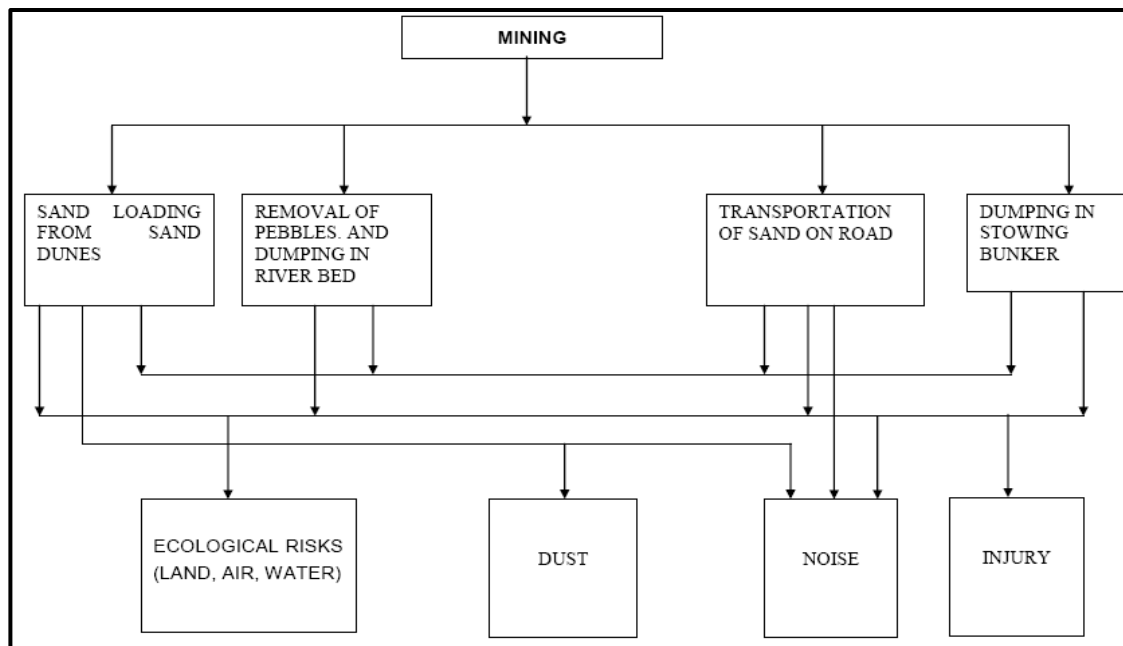 MINING
SAND LOADING
FROM SAND
DUNES
REMOVAL OF
PEBBLES. AND
DUMPING IN
RIVER BED
TRANSPORTATION
OF SAND ON ROAD
DUMPING IN
STOWING
BUNKER
ECOLOGICAL RISKS
(LAND, AIR, WATER)
DUST
NOISE
INJURY